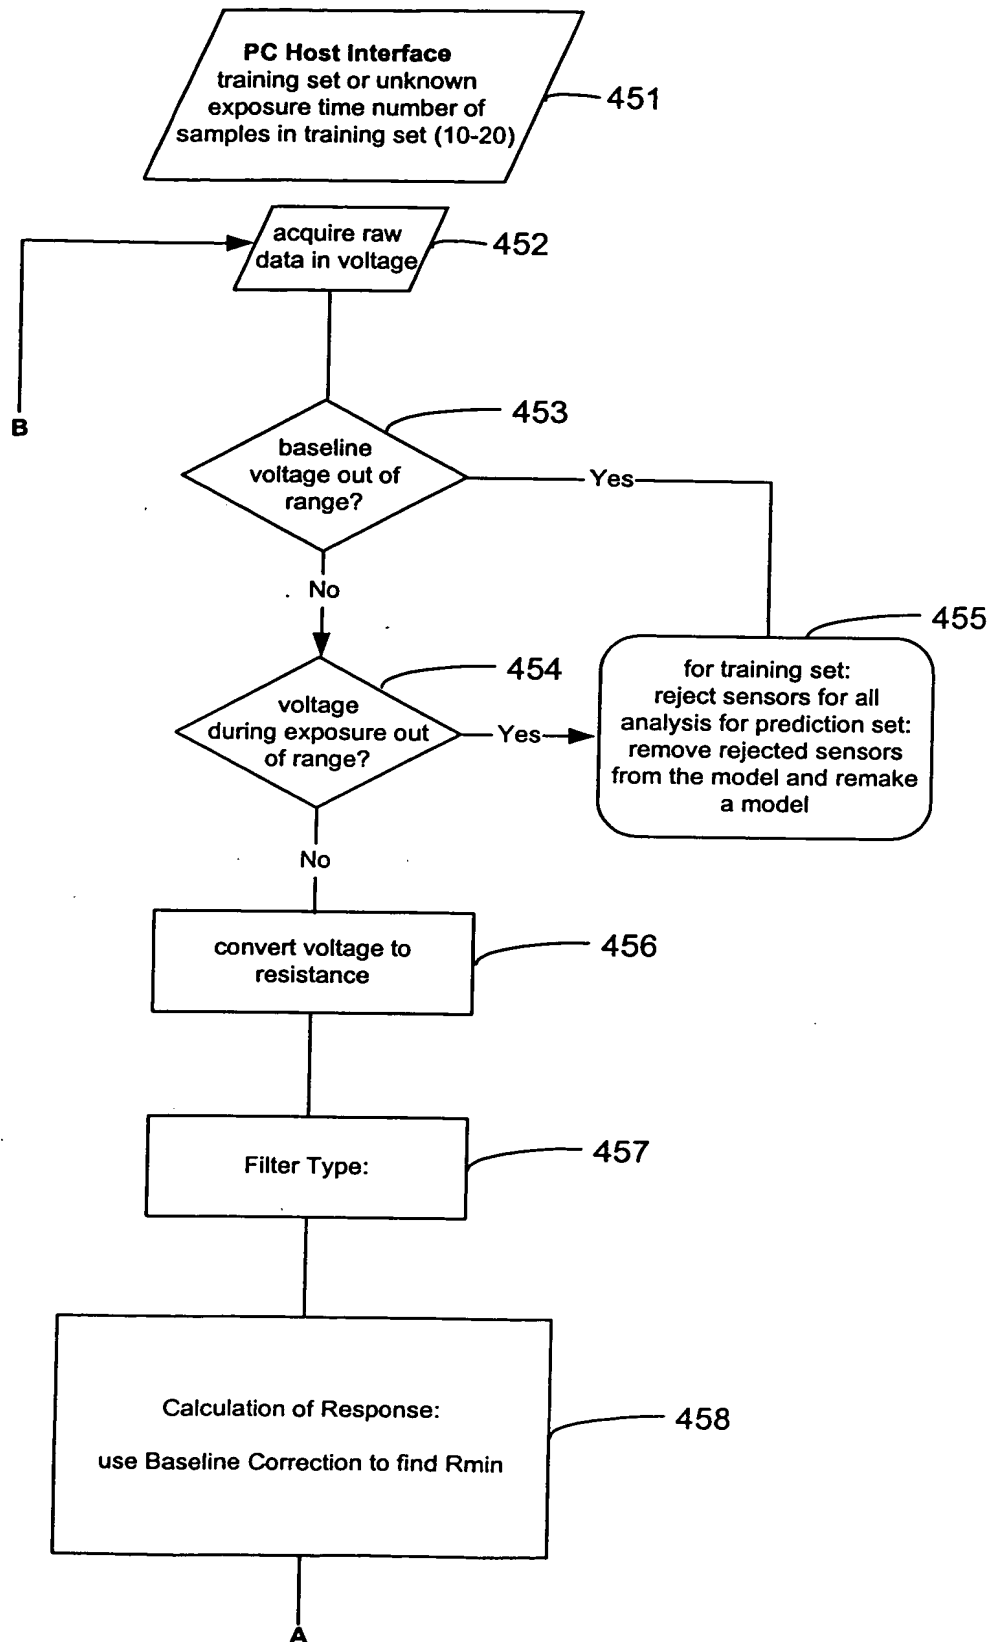 PC Host Interface
training set or unknown
exposure time number of
samples in training set (10-20)
451
acquire raw
data in voltage
452
B
453
baseline
voltage out of
range?
Yes
No
455
454
for training set:
reject sensors for all
analysis for prediction set:
remove rejected sensors
from the model and remake
a model
voltage
during exposure out
of range?
Yes
No
convert voltage to
resistance
456
Filter Type:
457
Calculation of Response:
use Baseline Correction to find Rmin
458
A